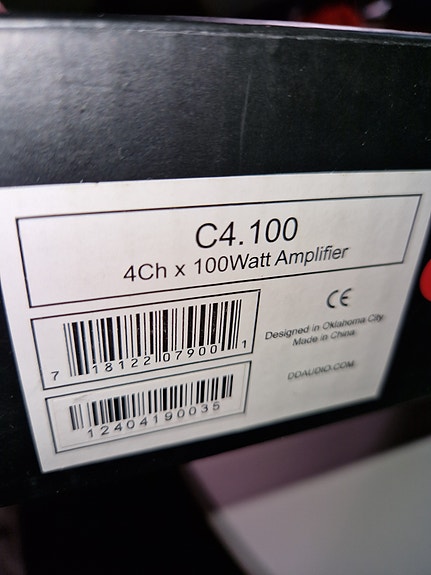 C4.100
4Ch x 100Watt Amplifier
CE
Designed in Oklahoma City.
Made in China.
7 18122 07900 1
DDAUDIO.COM
12404190035